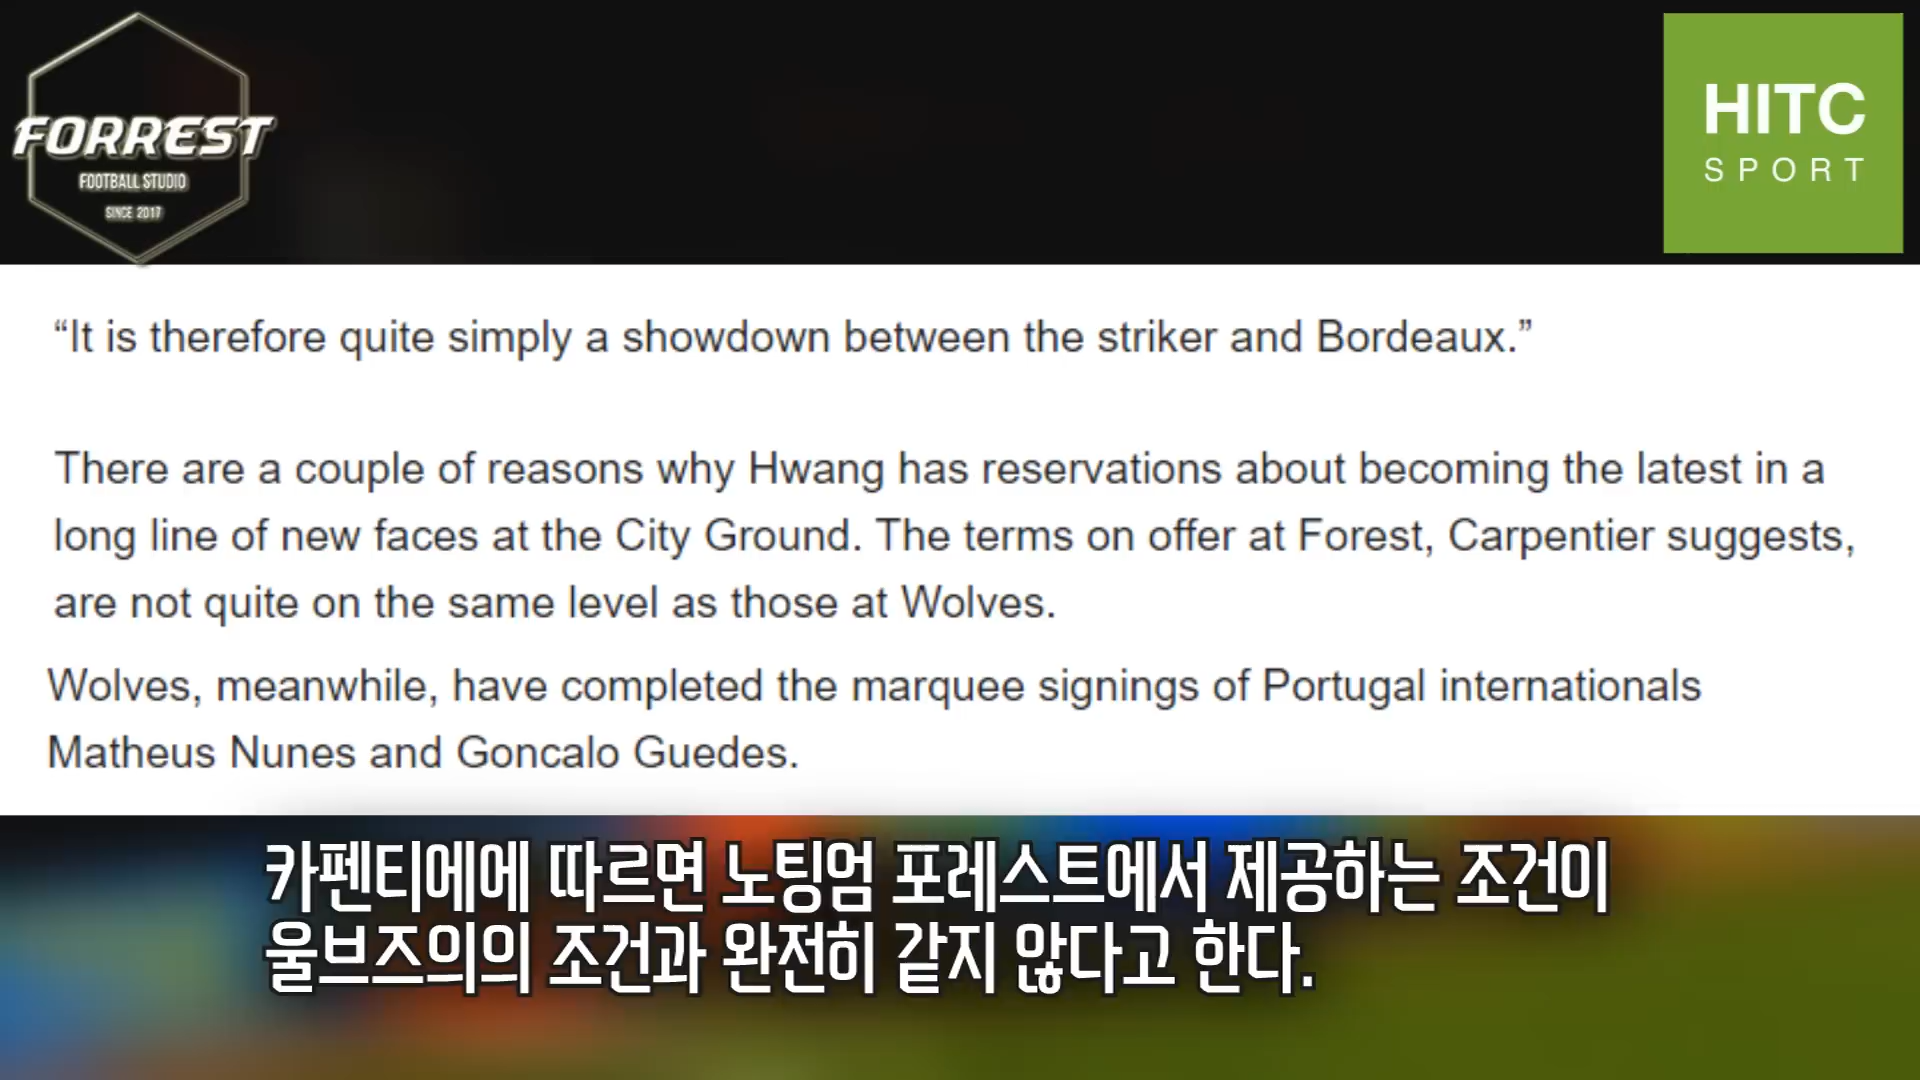 FORREST
FOOTBALL STUDIO
SINCE 2017
HITC
SPORT
“It is therefore quite simply a showdown between the striker and Bordeaux.”
There are a couple of reasons why Hwang has reservations about becoming the latest in a
long line of new faces at the City Ground. The terms on offer at Forest, Carpentier suggests,
are not quite on the same level as those at Wolves.
Wolves, meanwhile, have completed the marquee signings of Portugal internationals
Matheus Nunes and Goncalo Guedes.
카펜티에에 따르면 노팅엄 포레스트에서 제공하는 조건이
울브즈의의 조건과 완전히 같지 않다고 한다.